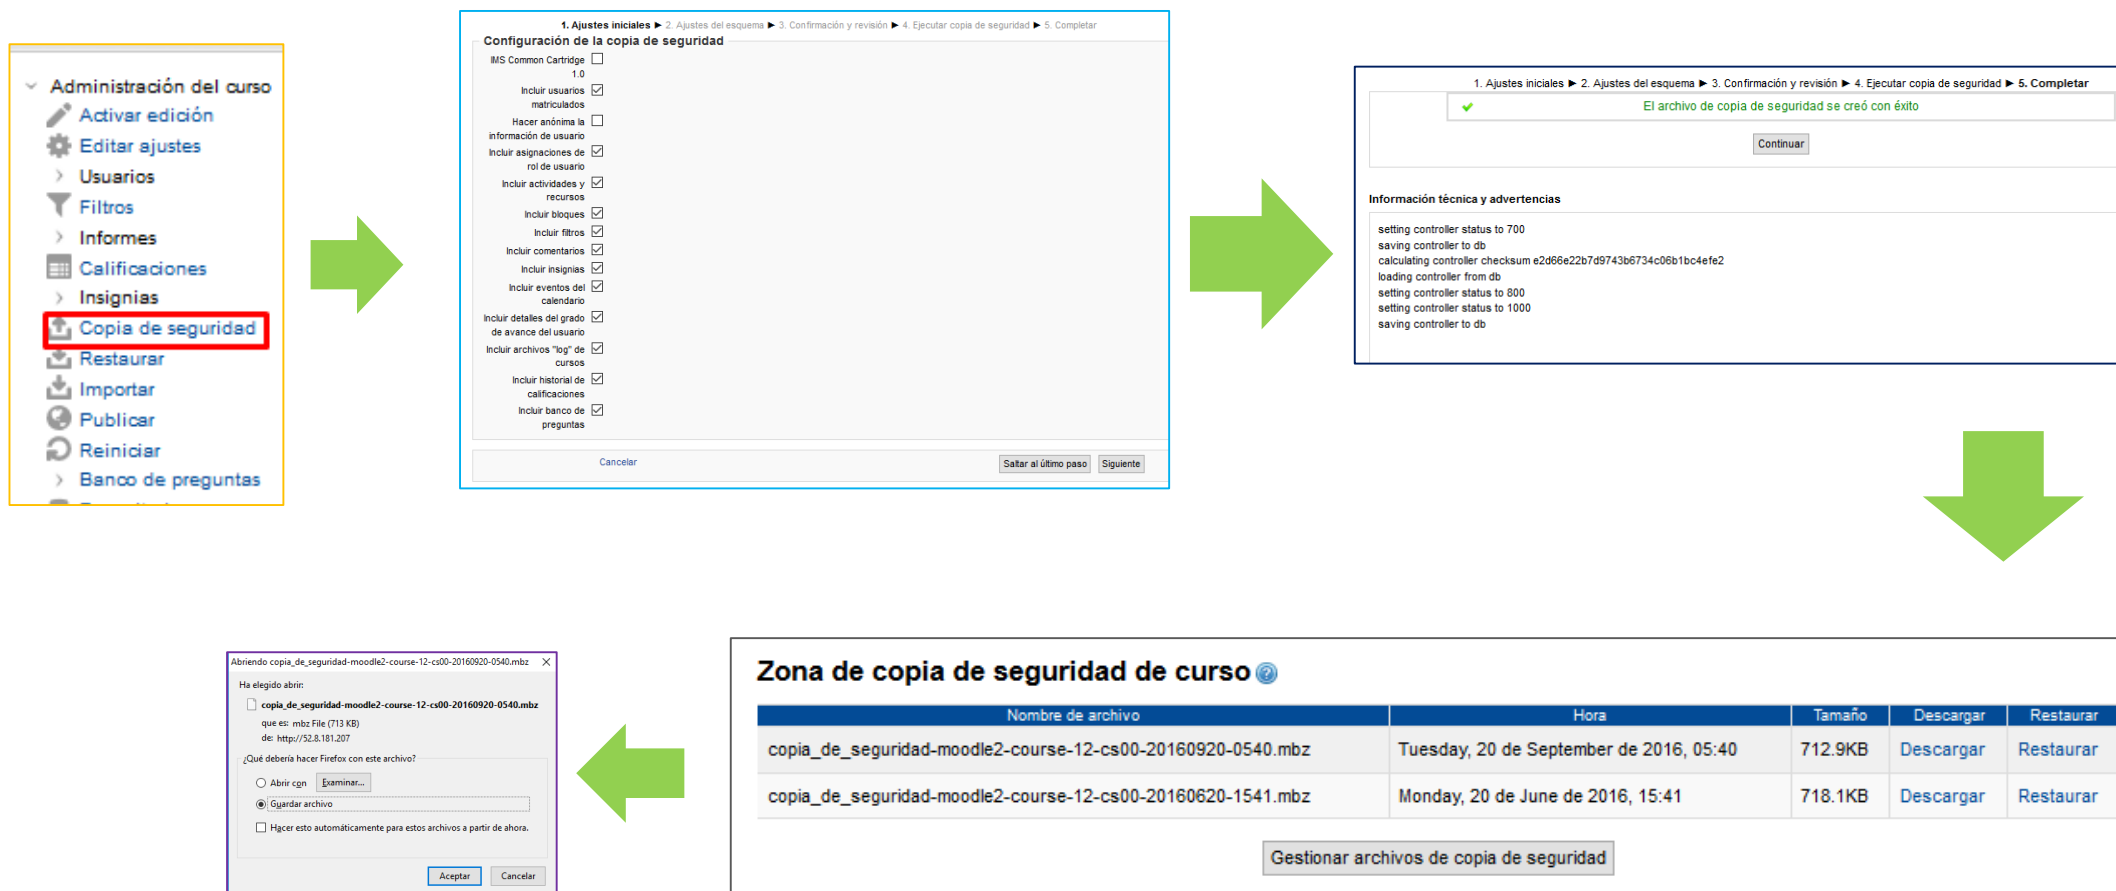 Administración del curso
Activar edición
Editar ajustes
Usuarios
Filtros
Informes
Calificaciones
Insignias
Copia de seguridad
Restaurar
Importar
Publicar
Reiniciar
Banco de preguntas
1. Ajustes iniciales ► 2. Ajustes del esquema ► 3. Confirmación y revisión ► 4. Ejecutar copia de seguridad ► 5. Completar
Configuración de la copia de seguridad
IMS Common Cartridge
1.0
Incluir usuarios
matriculados
Hacer anónima la
información de usuario
Incluir asignaciones de
rol de usuario
Incluir actividades y
recursos
Incluir bloques
Incluir filtros
Incluir comentarios
Incluir insignias
Incluir eventos del
calendario
Incluir detalles del grado
de avance del usuario
Incluir archivos "log" de
cursos
Incluir historial de
calificaciones
Incluir banco de
preguntas
Cancelar Saltar al último paso Siguiente
1. Ajustes iniciales ► 2. Ajustes del esquema ► 3. Confirmación y revisión ► 4. Ejecutar copia de seguridad ► 5. Completar
El archivo de copia de seguridad se creó con éxito
Continuar
Información técnica y advertencias
setting controller status to 700
saving controller to db
calculating controller checksum e2d66e22b7d9743b6734c06b1bc4efe2
loading controller from db
setting controller status to 800
setting controller status to 1000
saving controller to db
Zona de copia de seguridad de curso
Nombre de archivo Hora Tamaño Descargar Restaurar
copia_de_seguridad-moodle2-course-12-cs00-20160920-0540.mbz Tuesday, 20 de September de 2016, 05:40 712.9KB Descargar Restaurar
copia_de_seguridad-moodle2-course-12-cs00-20160620-1541.mbz Monday, 20 de June de 2016, 15:41 718.1KB Descargar Restaurar
Gestionar archivos de copia de seguridad
Abriendo copia_de_seguridad-moodle2-course-12-cs00-20160920-0540.mbz
Ha elegido abrir:
copia_de_seguridad-moodle2-course-12-cs00-20160920-0540.mbz
que es: mbz File (713 KB)
de: http://52.8.181.207
¿Qué debería hacer Firefox con este archivo?
Abrir con Examinar...
Guardar archivo
Hacer esto automáticamente para estos archivos a partir de ahora.
Aceptar Cancelar